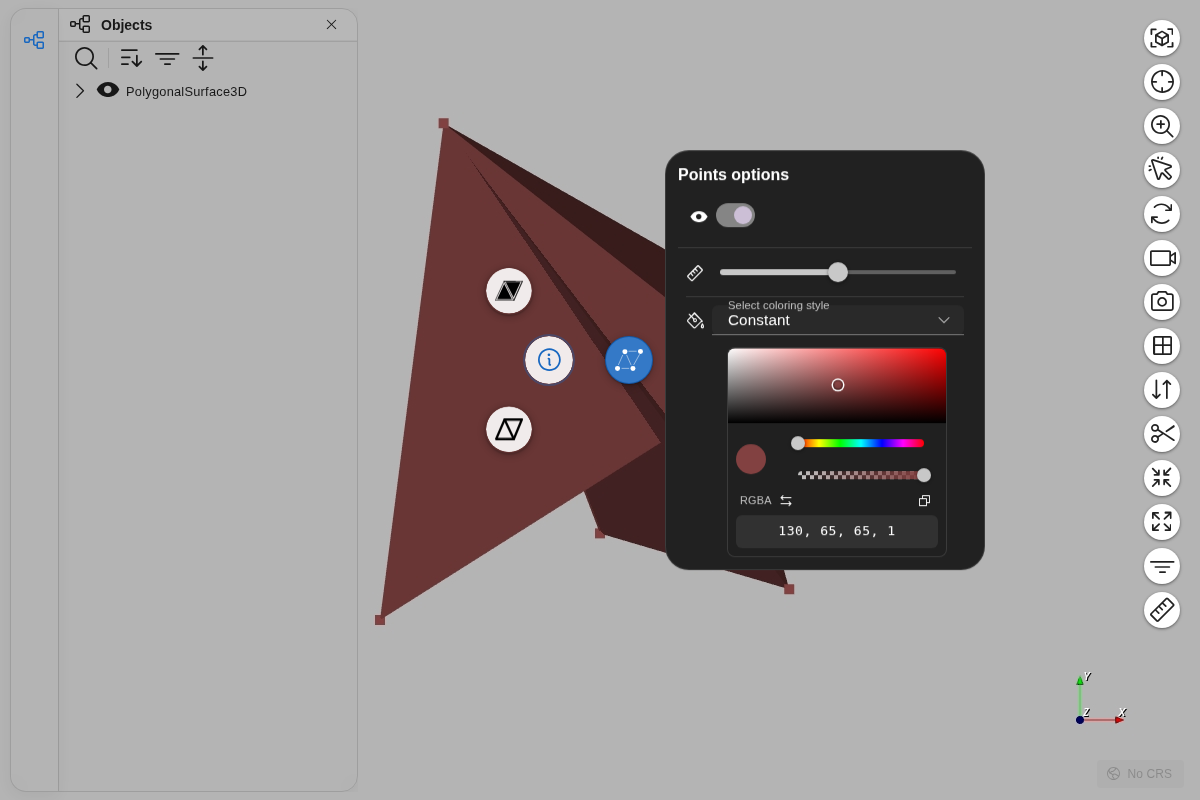 Objects
PolygonalSurface3D
Points options
Select coloring style
Constant
RGBA
130, 65, 65, 1
Y
Z
X
No CRS